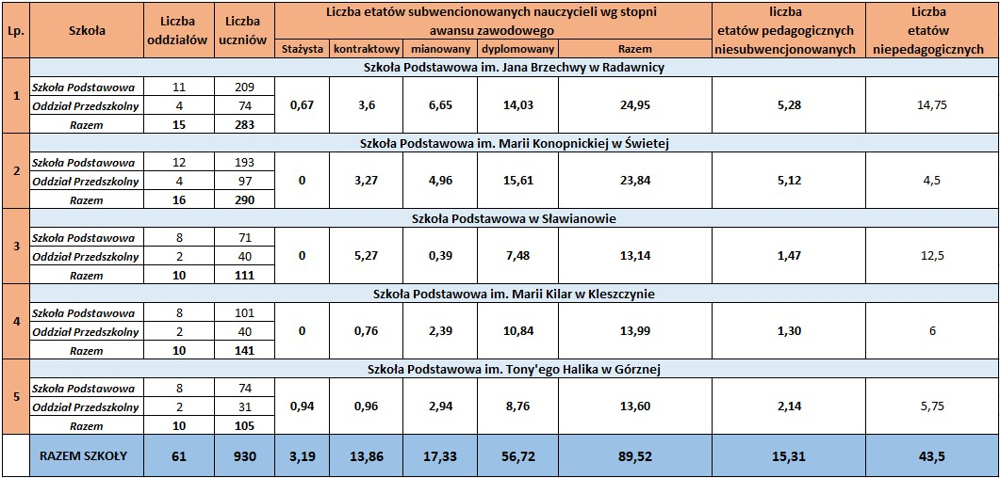 Lp. Szkoła Liczba oddziałów Liczba uczniów Liczba etatów subwencionowanych nauczycieli wg stopni awansu zawodowego liczba etatów pedagogicznych niesubwencjonowanych Liczba etatów niepedagogicznych
Stażysta kontraktowy mianowany dyplomowany Razem
1 Szkoła Podstawowa im. Jana Brzechwy w Radawnicy
Szkoła Podstawowa 11 209
Oddział Przedszkolny 4 74 0,67 3,6 6,65 14,03 24,95 5,28 14,75
Razem 15 283
2 Szkoła Podstawowa im. Marii Konopnickiej w Świetej
Szkoła Podstawowa 12 193
Oddział Przedszkolny 4 97 0 3,27 4,96 15,61 23,84 5,12 4,5
Razem 16 290
3 Szkoła Podstawowa w Sławianowie
Szkoła Podstawowa 8 71
Oddział Przedszkolny 2 40 0 5,27 0,39 7,48 13,14 1,47 12,5
Razem 10 111
4 Szkoła Podstawowa im. Marii Kilar w Kleszczynie
Szkoła Podstawowa 8 101
Oddział Przedszkolny 2 40 0 0,76 2,39 10,84 13,99 1,30 6
Razem 10 141
5 Szkoła Podstawowa im. Tony'ego Halika w Górznej
Szkoła Podstawowa 8 74
Oddział Przedszkolny 2 31 0,94 0,96 2,94 8,76 13,60 2,14 5,75
Razem 10 105
RAZEM SZKOŁY 61 930 3,19 13,86 17,33 56,72 89,52 15,31 43,5